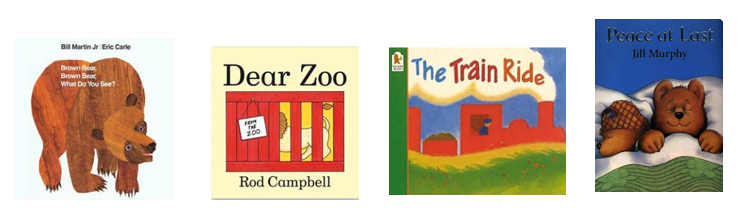 Bill Martin Jr / Eric Carle
Brown Bear,
Brown Bear,
What Do You See?
Dear Zoo
FROM
THE
ZOO
Rod Campbell
The Train Ride
Peace at Last
Jill Murphy